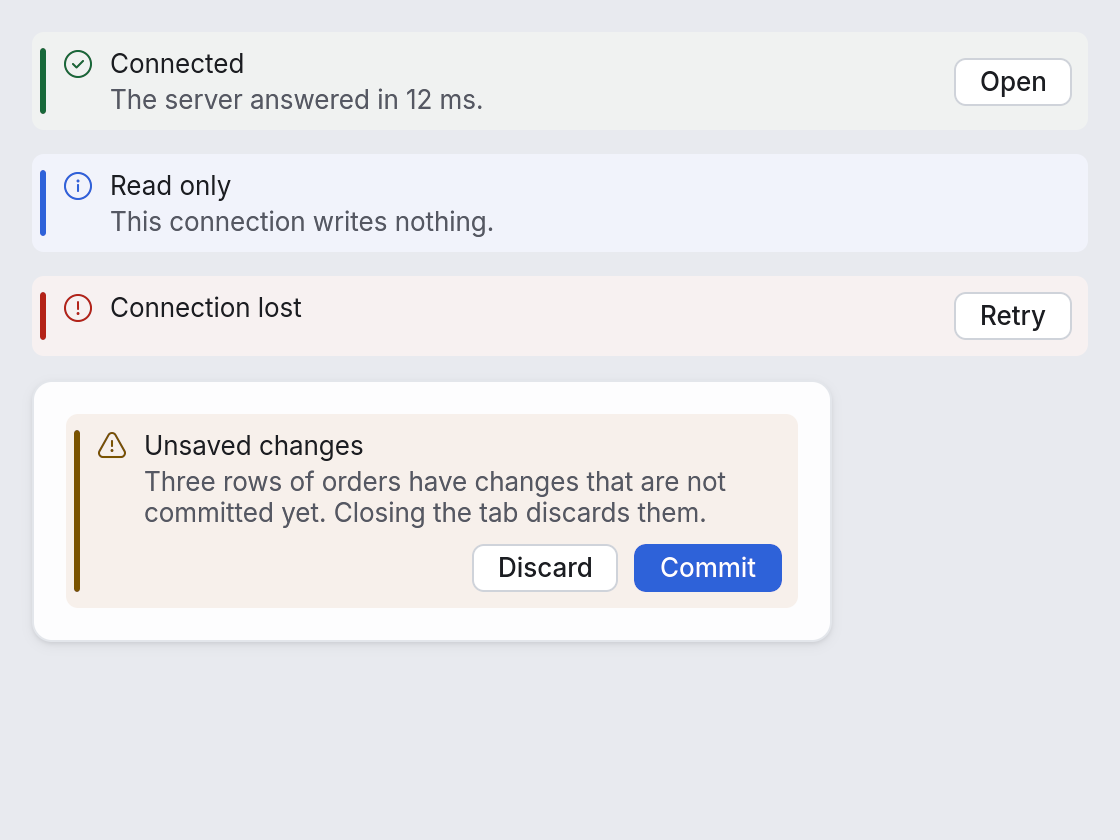 Connected
The server answered in 12 ms.
Open
Read only
This connection writes nothing.
Connection lost
Retry
Unsaved changes
Three rows of orders have changes that are not
committed yet. Closing the tab discards them.
Discard
Commit